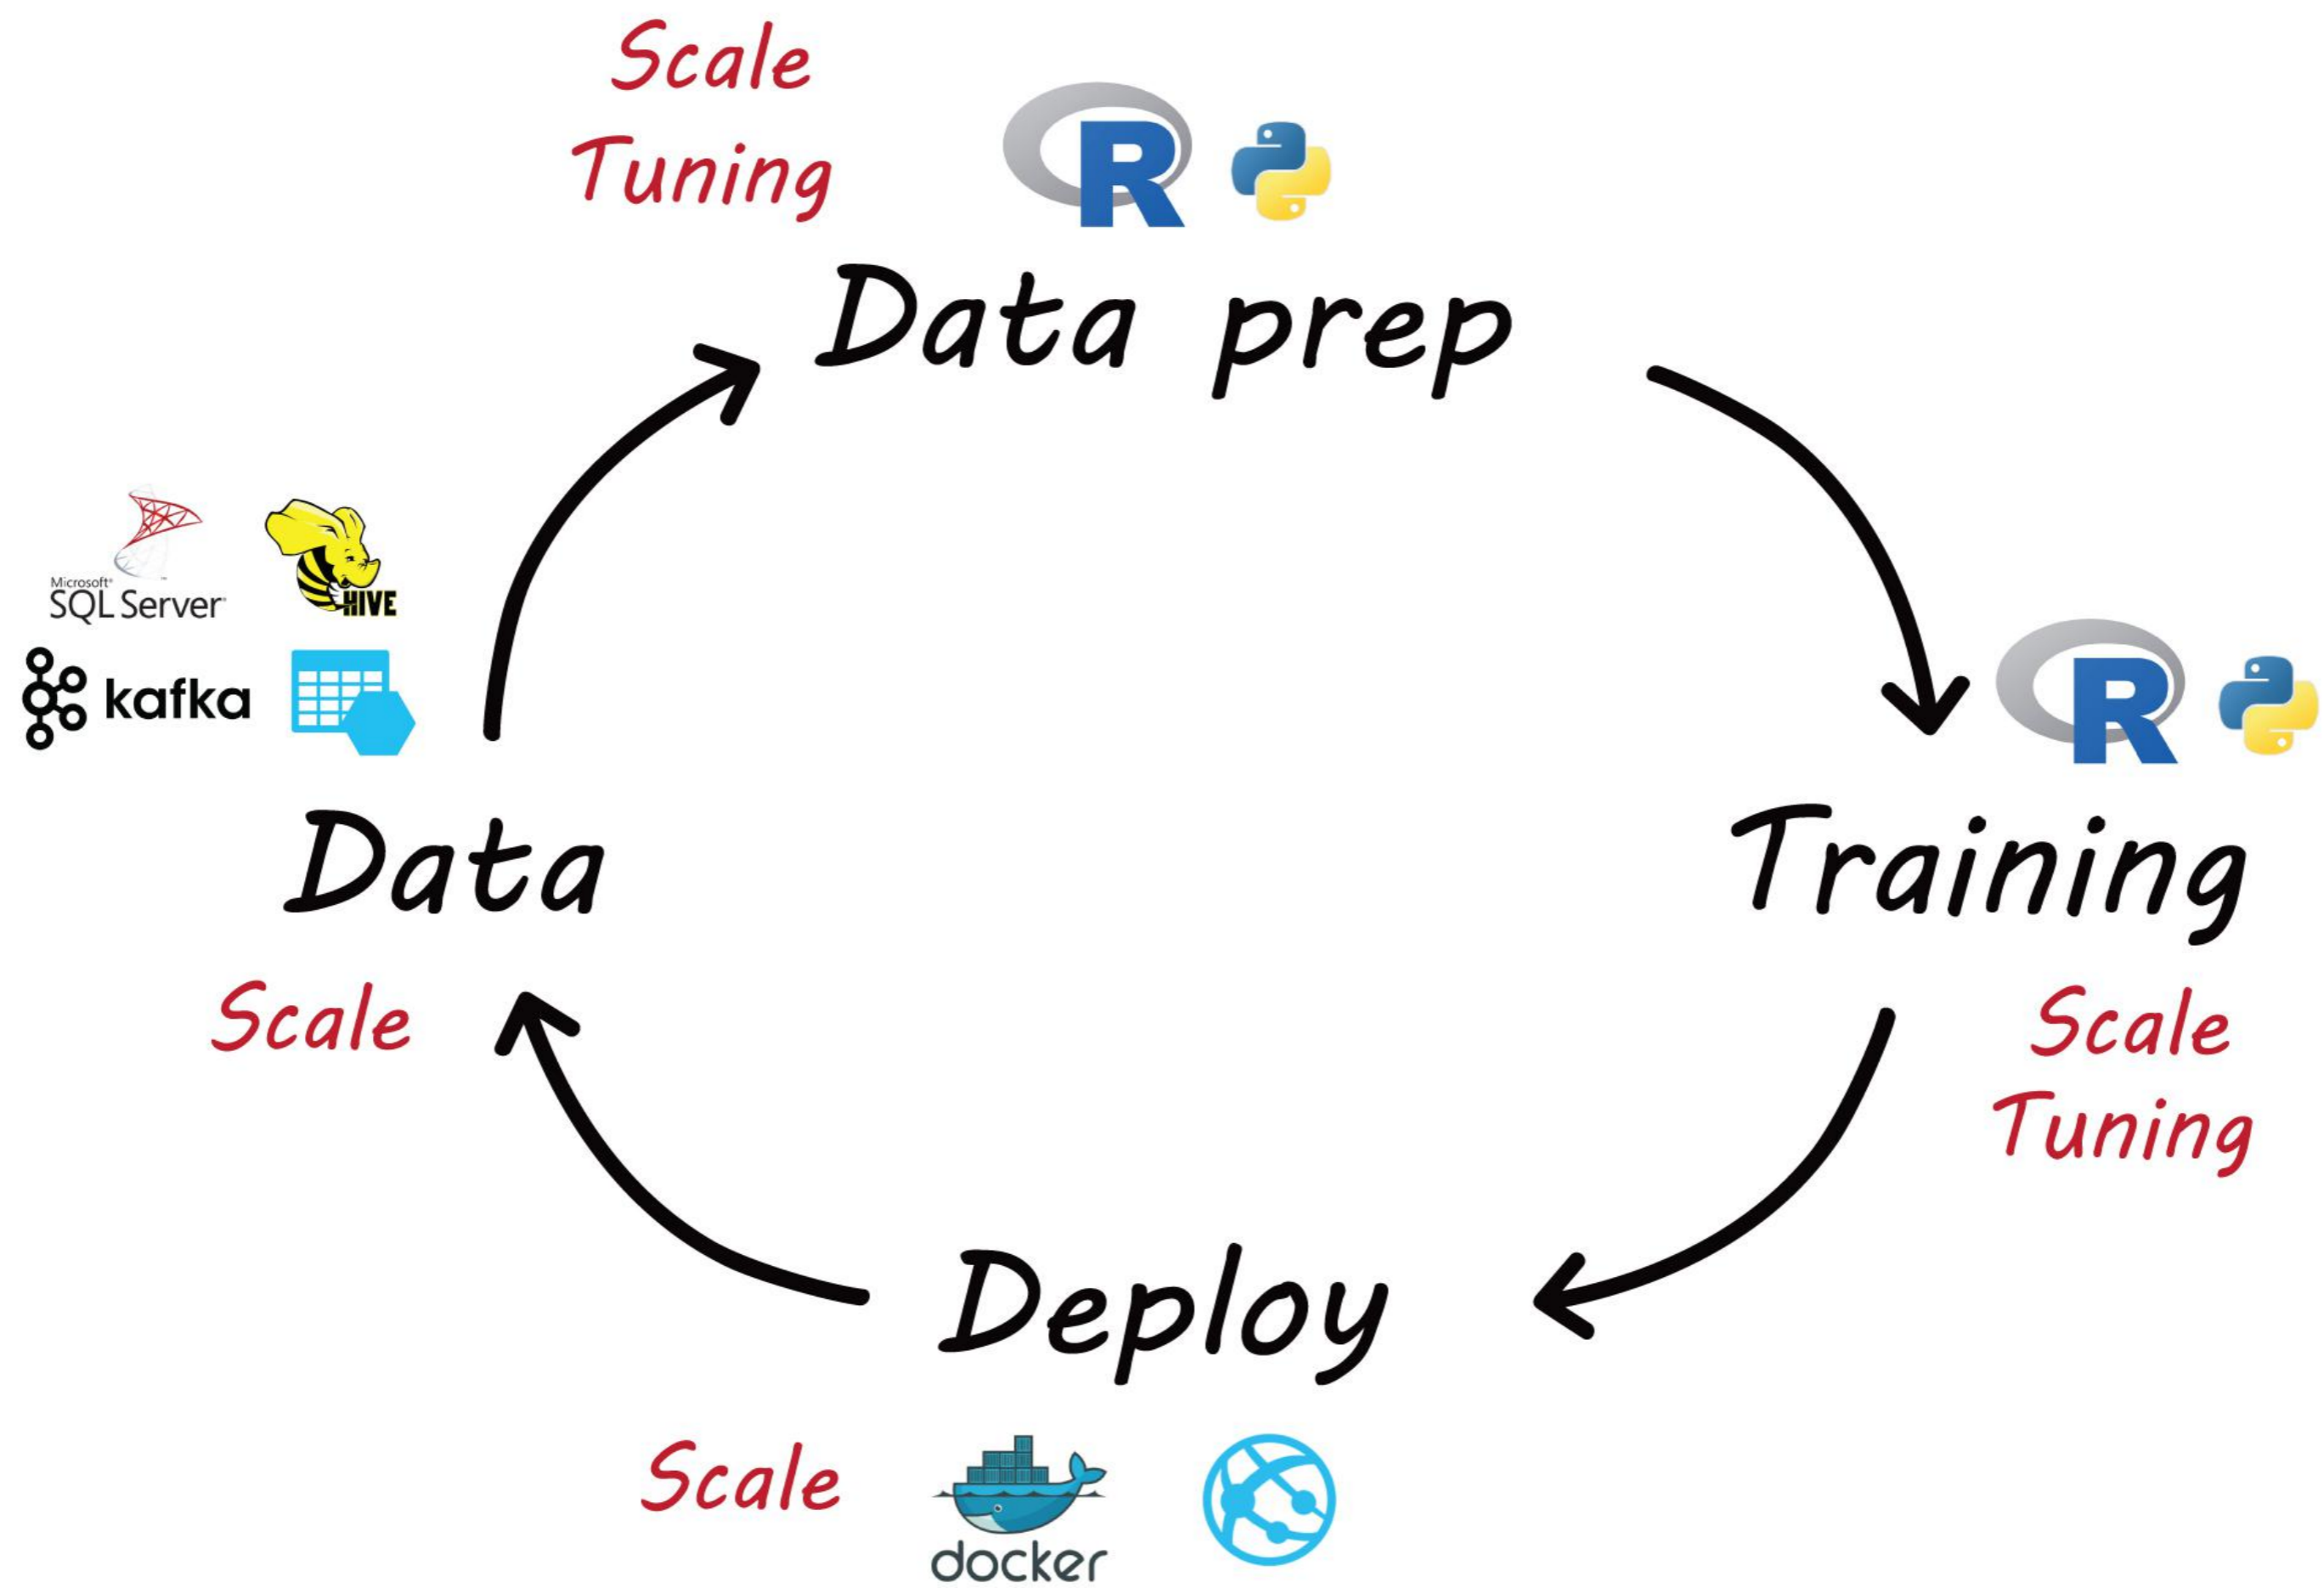 Scale
Tuning
R
Data prep
Microsoft®
SQL Server
HIVE
kafka
R
Data
Training
Scale
Scale
Tuning
Deploy
Scale
docker